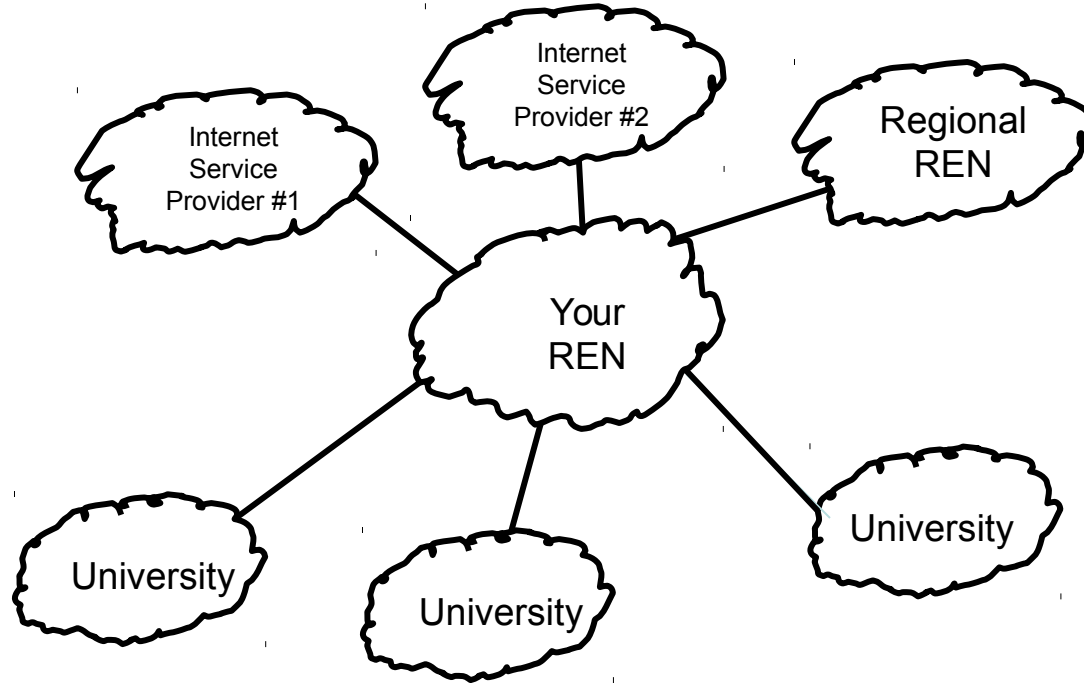 Internet
Service
Provider #1
Internet
Service
Provider #2
Regional
REN
Your
REN
University
University
University